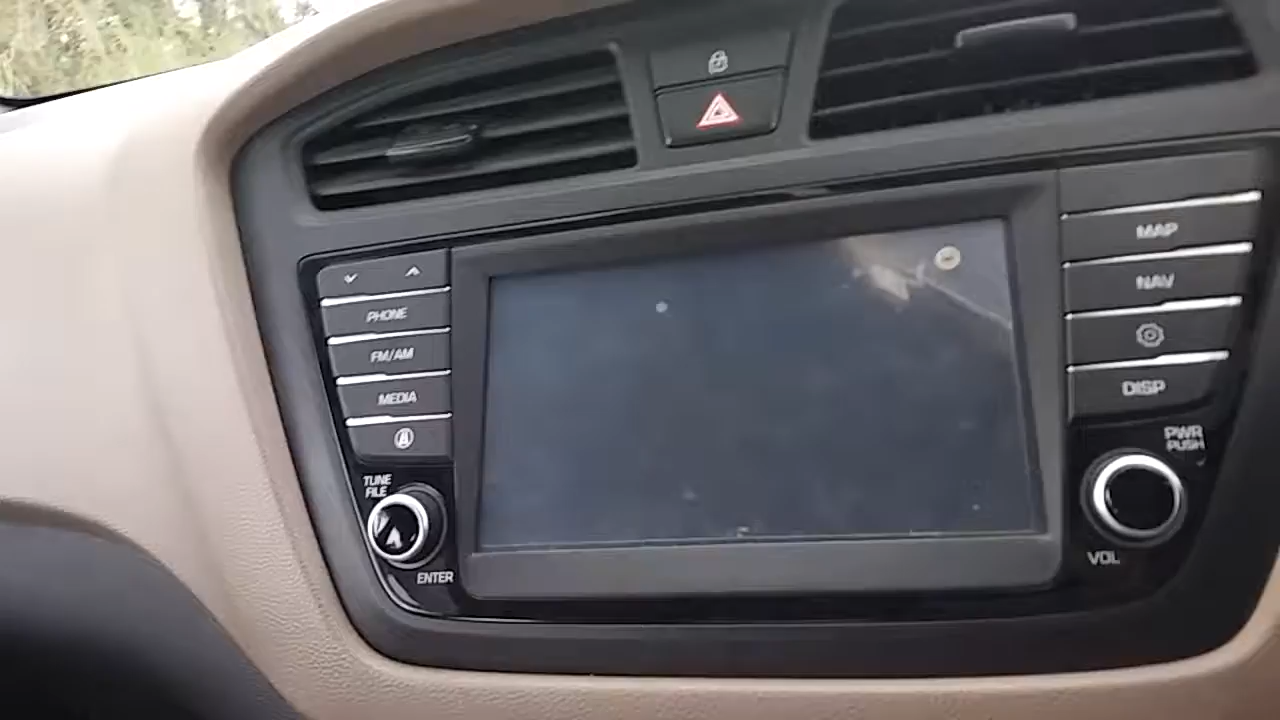 PHONE
FM/AM
MEDIA
TUNE
FILE
ENTER
MAP
NAV
DISP
PWR
PUSH
VOL